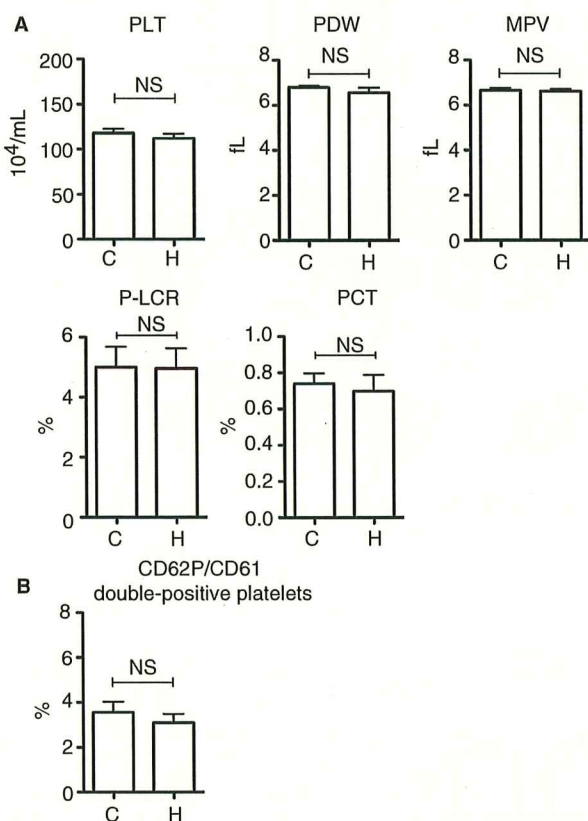 A
PLT
PDW
MPV
200
150
100
50
0
10⁴/mL
NS
C H
8
6
4
2
0
fL
NS
C H
8
6
4
2
0
fL
NS
C H
P-LCR
PCT
6
4
2
0
%
NS
C H
1.0
0.8
0.6
0.4
0.2
0.0
%
NS
C H
B
CD62P/CD61
double-positive platelets
8
6
4
2
0
%
NS
C H